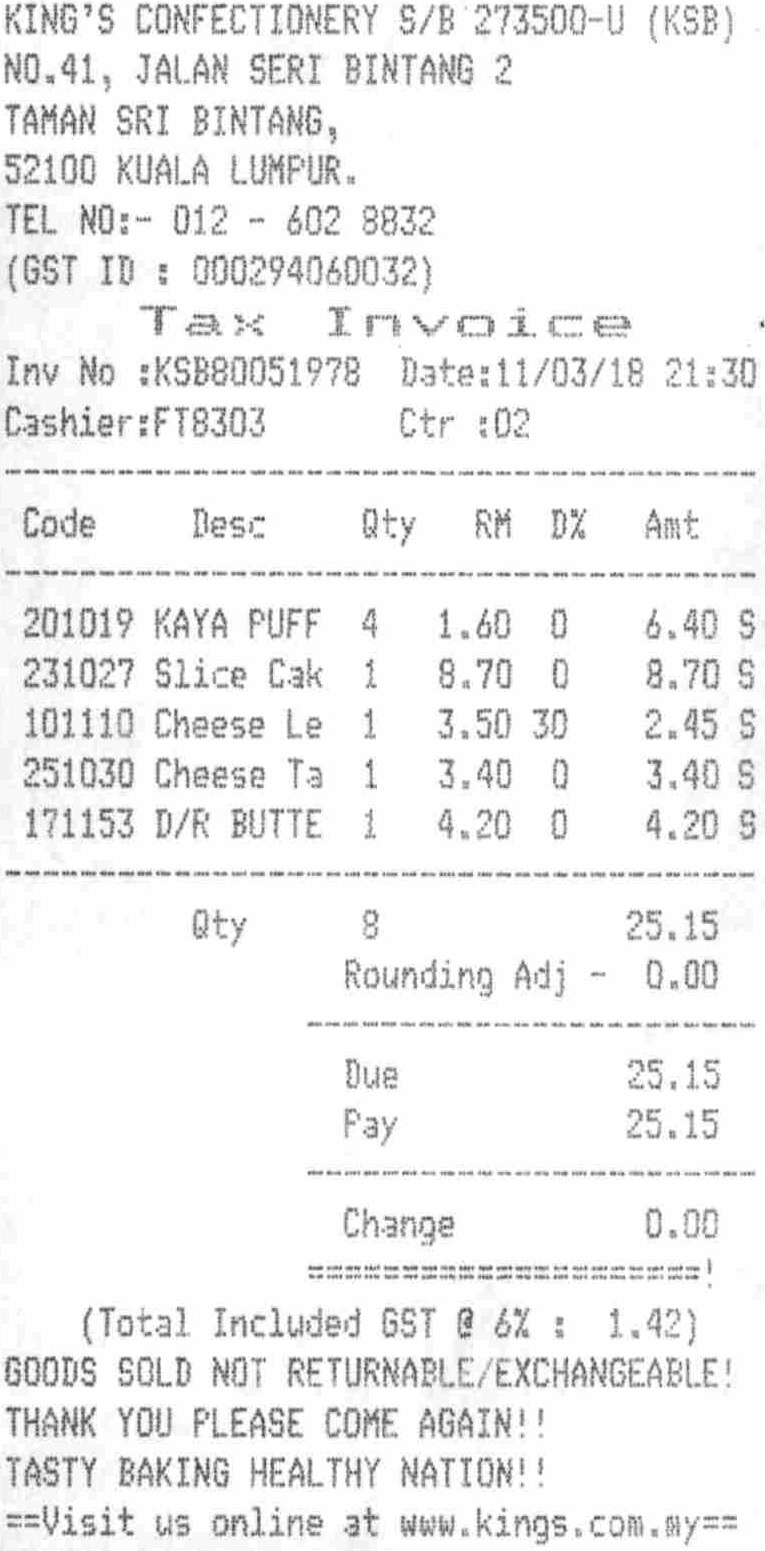 KING'S CONFECTIONERY S/B 273500-U (KSB)
NO.41, JALAN SERI BINTANG 2
TAMAN SRI BINTANG,
52100 KUALA LUMPUR.
TEL NO:- 012 - 602 8832
(GST ID : 000294060032)
Tax Invoice
Inv No :KSB80051978 Date:11/03/18 21:30
Cashier:FT8303 Ctr :02
Code Desc Qty RM D% Amt
201019 KAYA PUFF 4 1.60 0 6.40 S
231027 Slice Cak 1 8.70 0 8.70 S
101110 Cheese Le 1 3.50 30 2.45 S
251030 Cheese Ta 1 3.40 0 3.40 S
171153 D/R BUTTE 1 4.20 0 4.20 S
Qty 8 25.15
Rounding Adj - 0.00
Due 25.15
Pay 25.15
Change 0.00
(Total Included GST @ 6% : 1.42)
GOODS SOLD NOT RETURNABLE/EXCHANGEABLE!
THANK YOU PLEASE COME AGAIN!!
TASTY BAKING HEALTHY NATION!!
==Visit us online at www.kings.com.my==